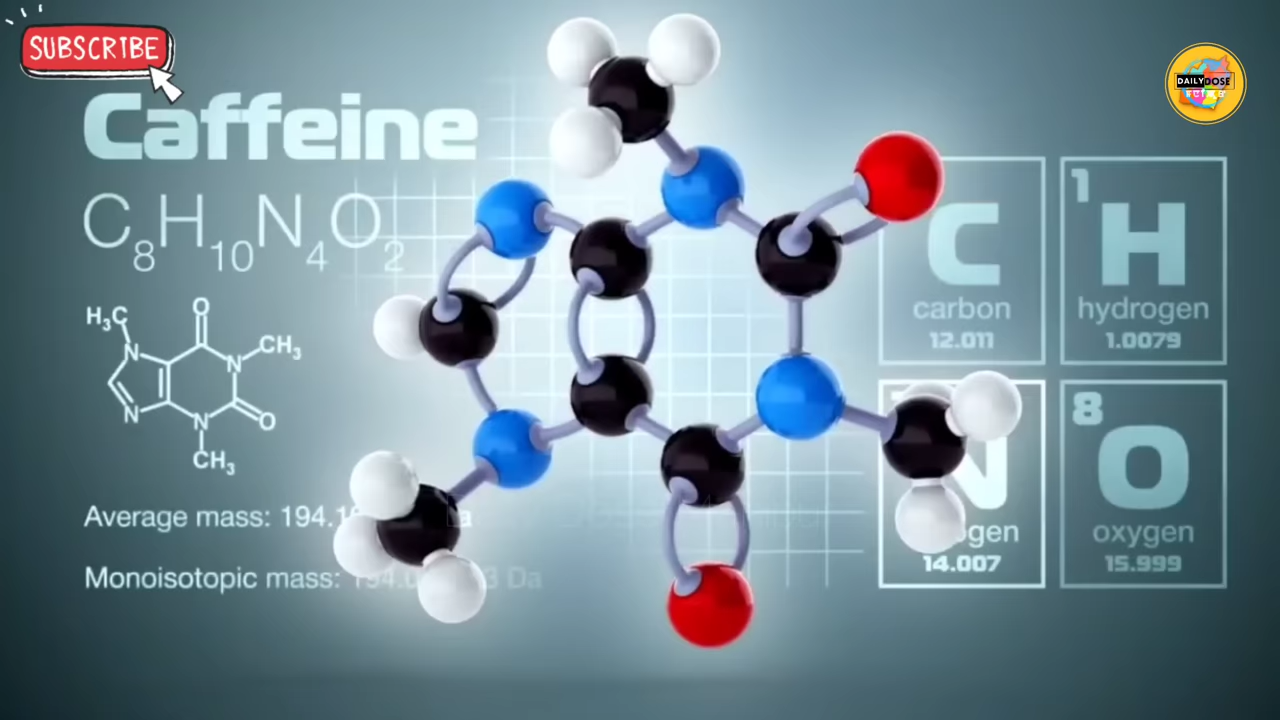 SUBSCRIBE
DAILY DOSE
Caffeine
C8H10N4O2
H3C
O
N
CH3
N
N
O
CH3
Average mass: 194.1
Monoisotopic mass:
C
carbon
12.011
1
H
hydrogen
1.0079
N
14.007
8
O
oxygen
15.999